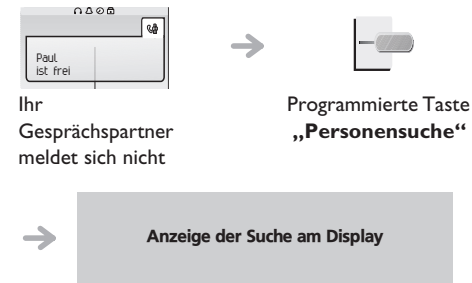 Paul
ist frei
Ihr
Gesprächspartner
meldet sich nicht
Programmierte Taste
„Personensuche“
Anzeige der Suche am Display